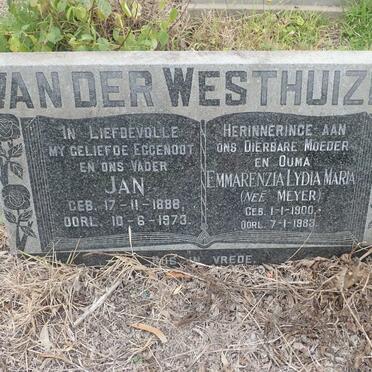 VAN DER WESTHUIZE
IN LIEFDEVOLLE
MY GELIEFDE EGGENOOT
EN ONS VADER
JAN
GEB. 17-11-1888,
OORL. 10-6-1973.
HERINNERINGE AAN
ONS DIERBARE MOEDER
EN OUMA
EMMARENZIA LYDIA MARIA
(NEE MEYER)
GEB. 1-1-1900,
OORL. 7-1-1983.
IN VREDE